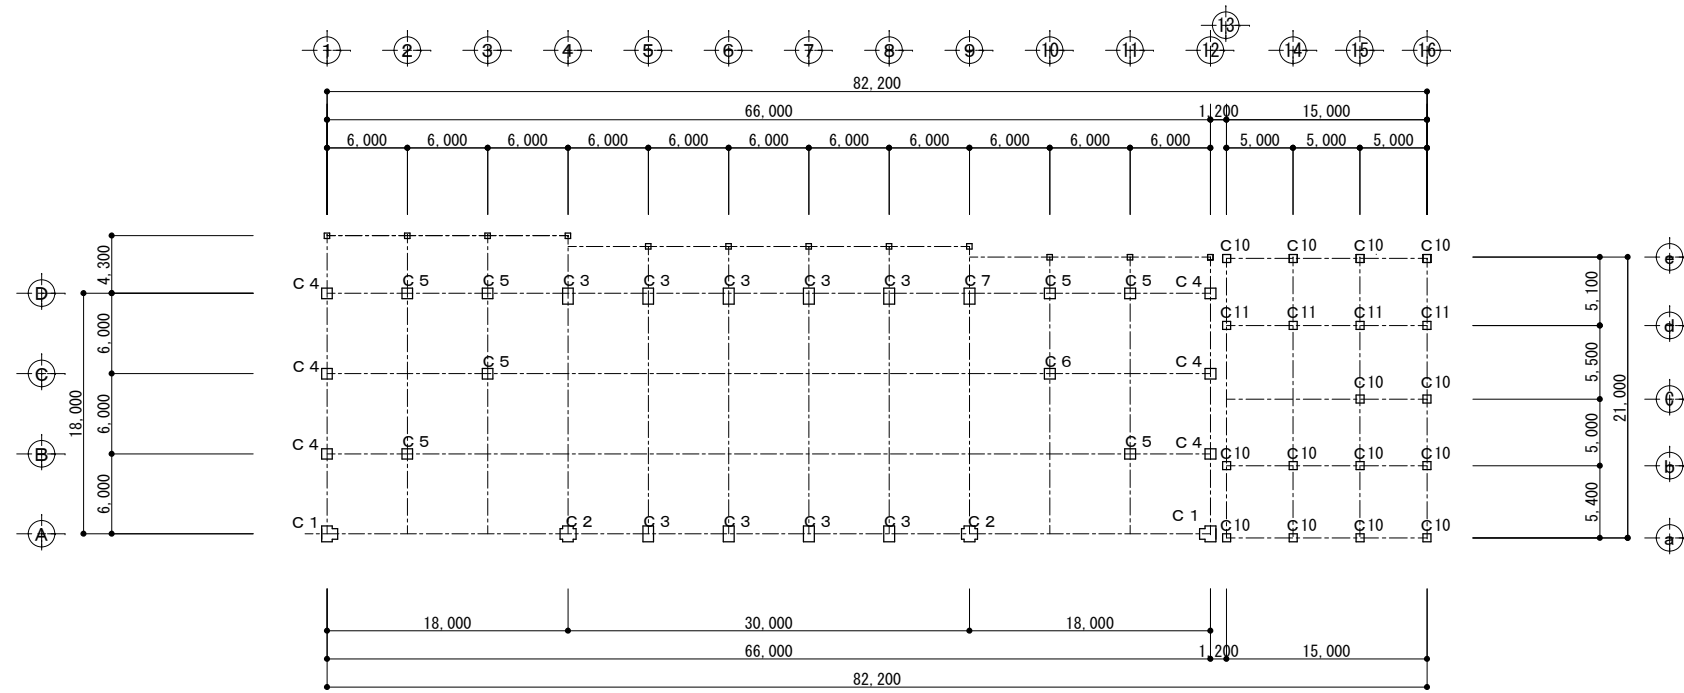 13
1 2 3 4 5 6 7 8 9 10 11 12 14 15 16
82,200
66,000 1,200 15,000
6,000 6,000 6,000 6,000 6,000 6,000 6,000 6,000 6,000 6,000 6,000 5,000 5,000 5,000
4,300
C10 C10 C10 C10
e
D
C4 C5 C5 C3 C3 C3 C3 C3 C7 C5 C5 C4
5,100
6,000
C11 C11 C11 C11
d
5,500
C
C4 C5 C6 C4
18,000
6,000
C10 C10
21,000
C
5,000
B
C4 C5 C5 C4
C10 C10 C10 C10
b
6,000
5,400
A
C1 C2 C3 C3 C3 C3 C2 C1
C10 C10 C10 C10
a
18,000 30,000 18,000
66,000 1,200 15,000
82,200